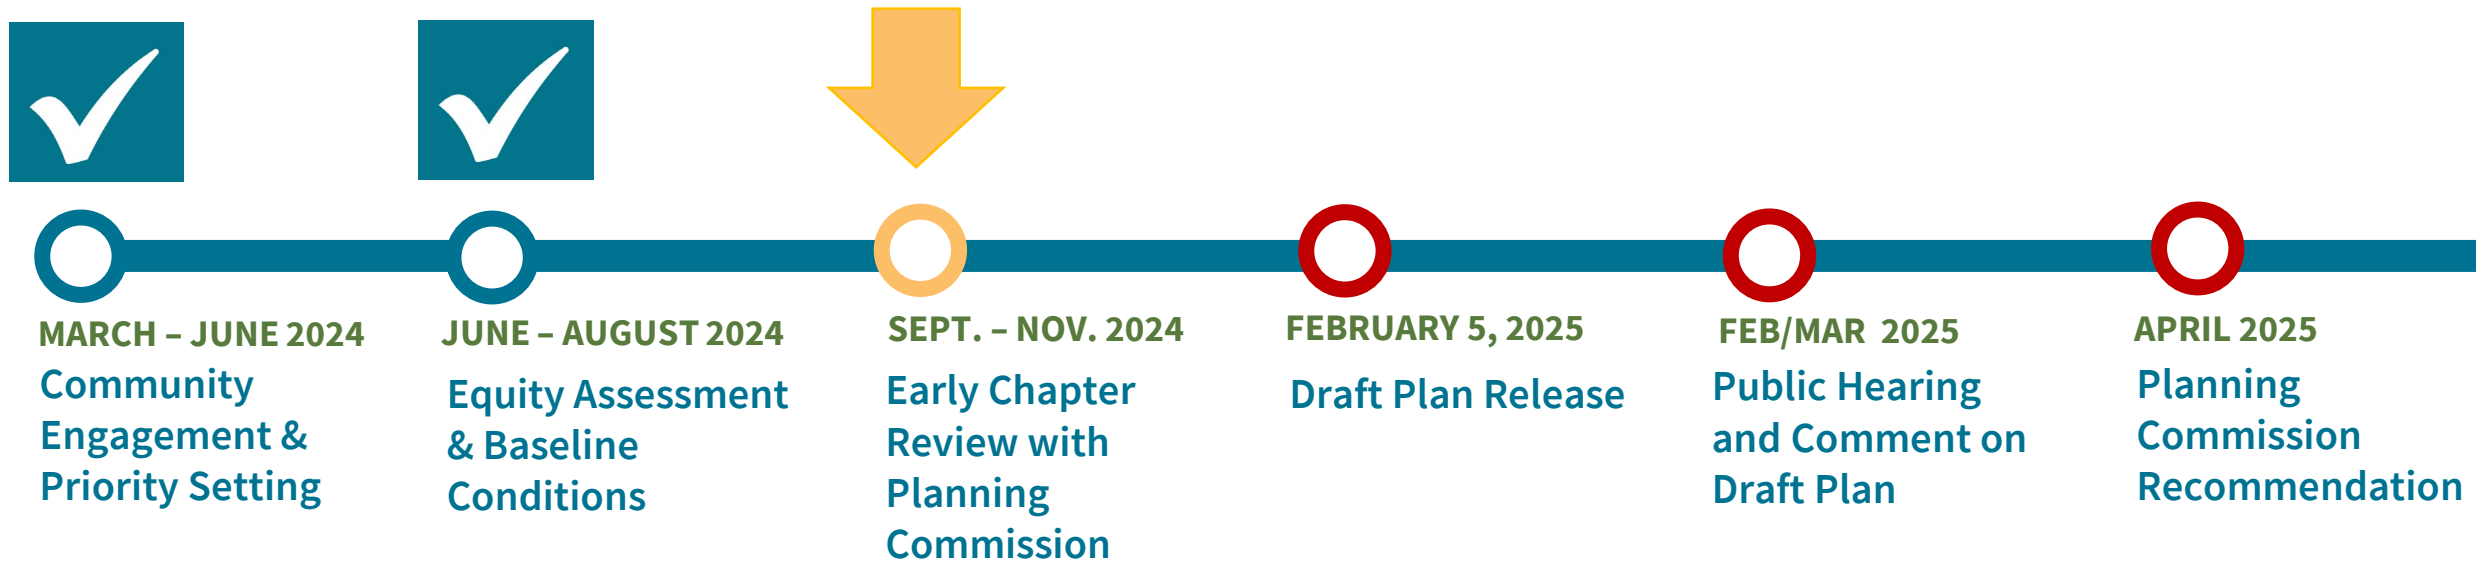 MARCH – JUNE 2024
Community
Engagement &
Priority Setting
JUNE – AUGUST 2024
Equity Assessment
& Baseline
Conditions
SEPT. – NOV. 2024
Early Chapter
Review with
Planning
Commission
FEBRUARY 5, 2025
Draft Plan Release
FEB/MAR 2025
Public Hearing
and Comment on
Draft Plan
APRIL 2025
Planning
Commission
Recommendation